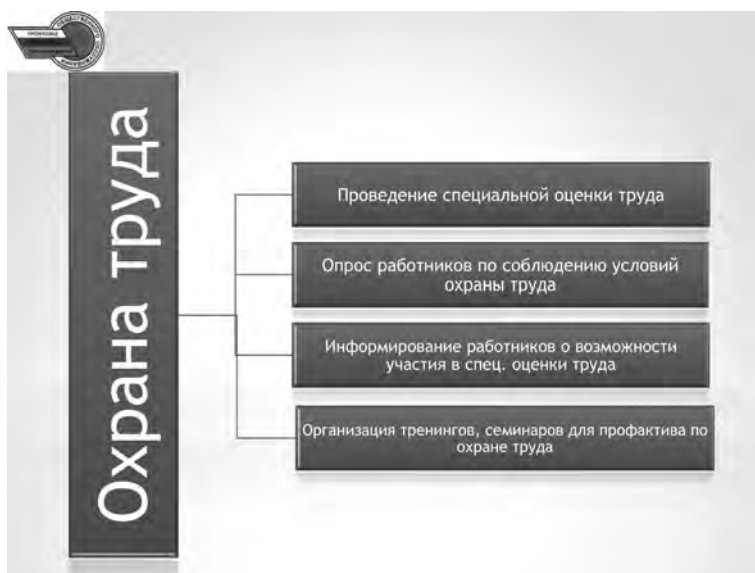 ПРОФСОЮЗ
Охрана труда
Проведение специальной оценки труда
Опрос работников по соблюдению условий
охраны труда
Информирование работников о возможности
участия в спец. оценки труда
Организация тренингов, семинаров для профактива по
охране труда